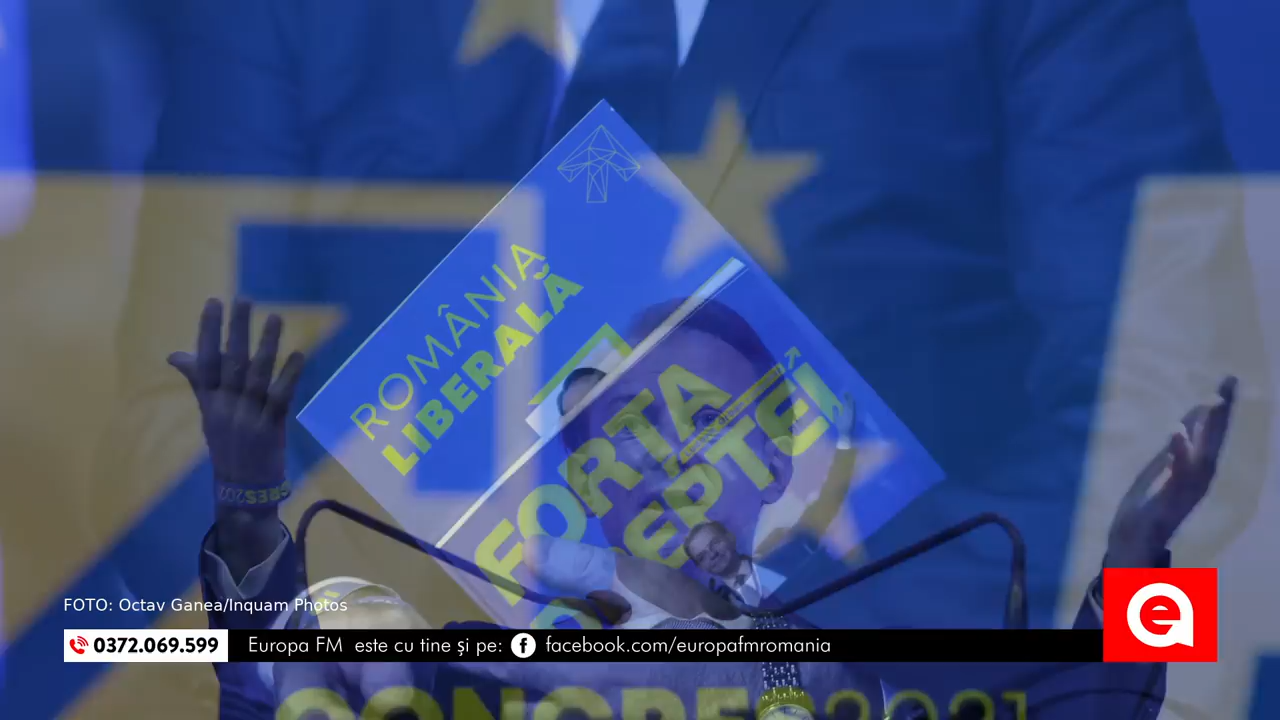 ROMÂNIA
LIBERALĂ
FORȚA
FOTO: Octav Ganea/Inquam Photos
0372.069.599
Europa FM este cu tine și pe:
facebook.com/europafmromania
CONGRES2021